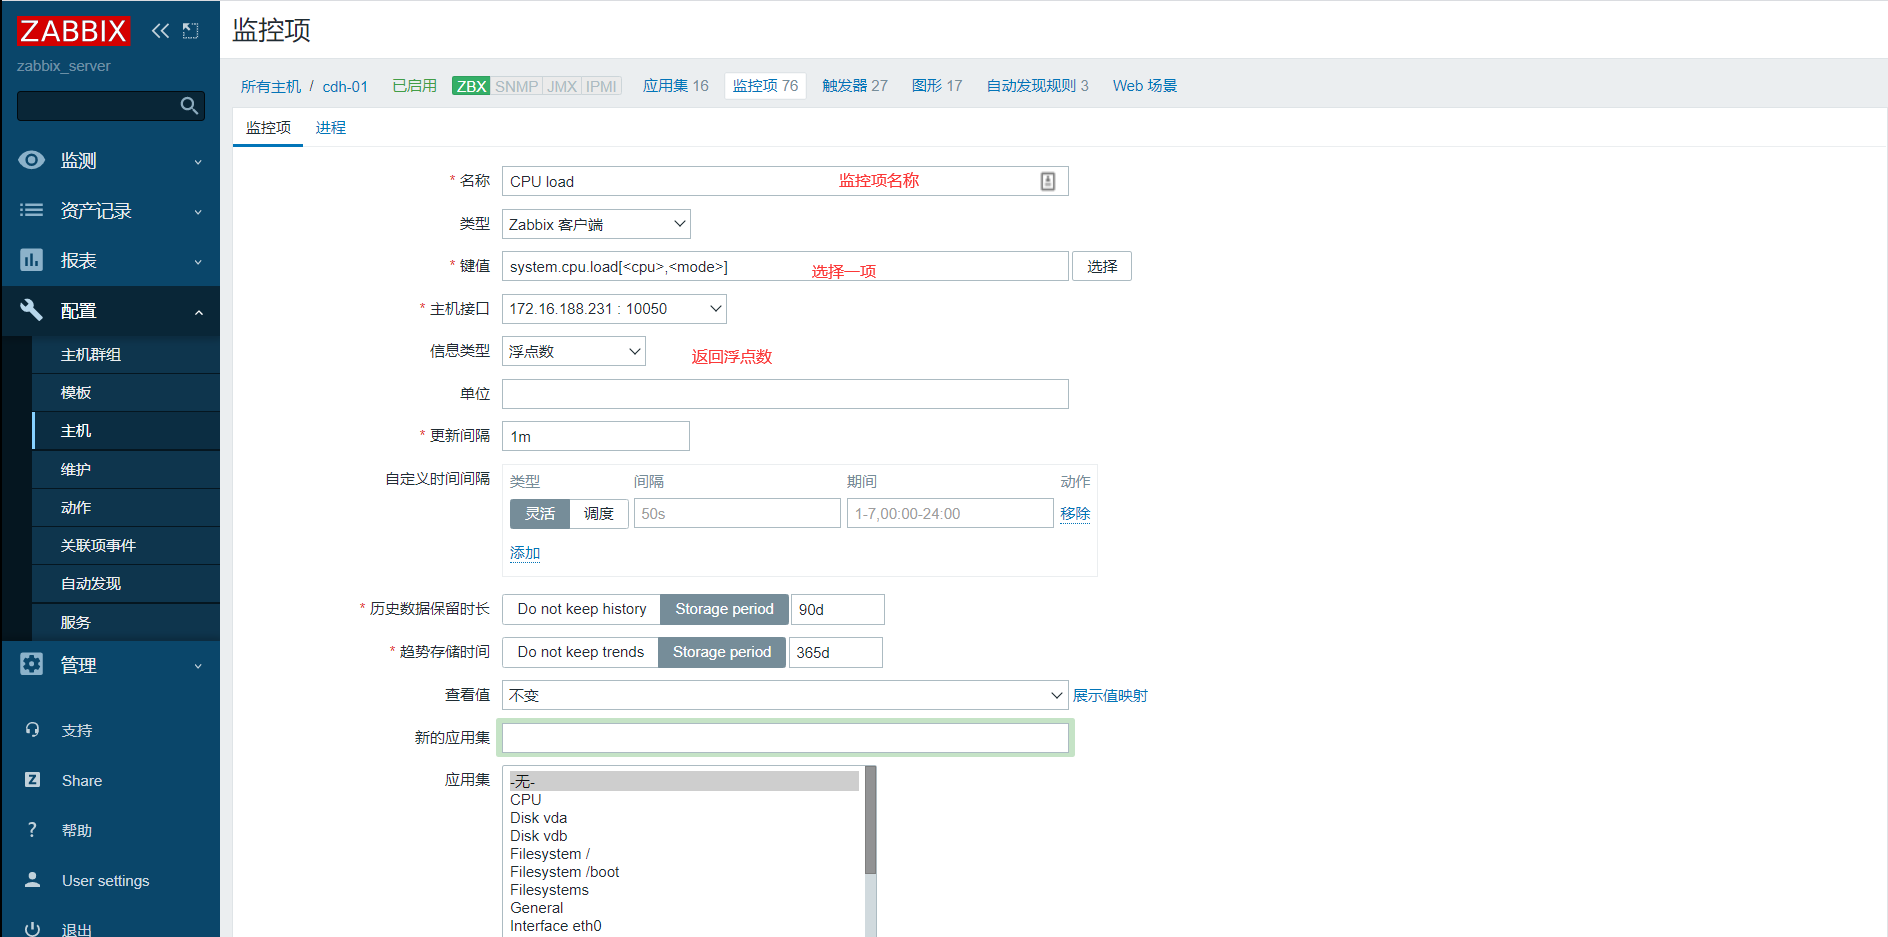 ZABBIX
zabbix_server
监测
资产记录
报表
配置
主机群组
模板
主机
维护
动作
关联项事件
自动发现
服务
管理
支持
Share
帮助
User settings
退出
监控项
所有主机 / cdh-01 已启用 ZBX SNMP JMX IPMI 应用集 16 监控项 76 触发器 27 图形 17 自动发现规则 3 Web 场景
监控项 进程
* 名称 CPU load 监控项名称
类型 Zabbix 客户端
* 键值 system.cpu.load[<cpu>,<mode>] 选择一项 选择
* 主机接口 172.16.188.231 : 10050
信息类型 浮点数 返回浮点数
单位
* 更新间隔 1m
自定义时间间隔 类型 间隔 期间 动作
灵活 调度 50s 1-7,00:00-24:00 移除
添加
* 历史数据保留时长 Do not keep history Storage period 90d
* 趋势存储时间 Do not keep trends Storage period 365d
查看值 不变 展示值映射
新的应用集
应用集 -无-
CPU
Disk vda
Disk vdb
Filesystem /
Filesystem /boot
Filesystems
General
Interface eth0